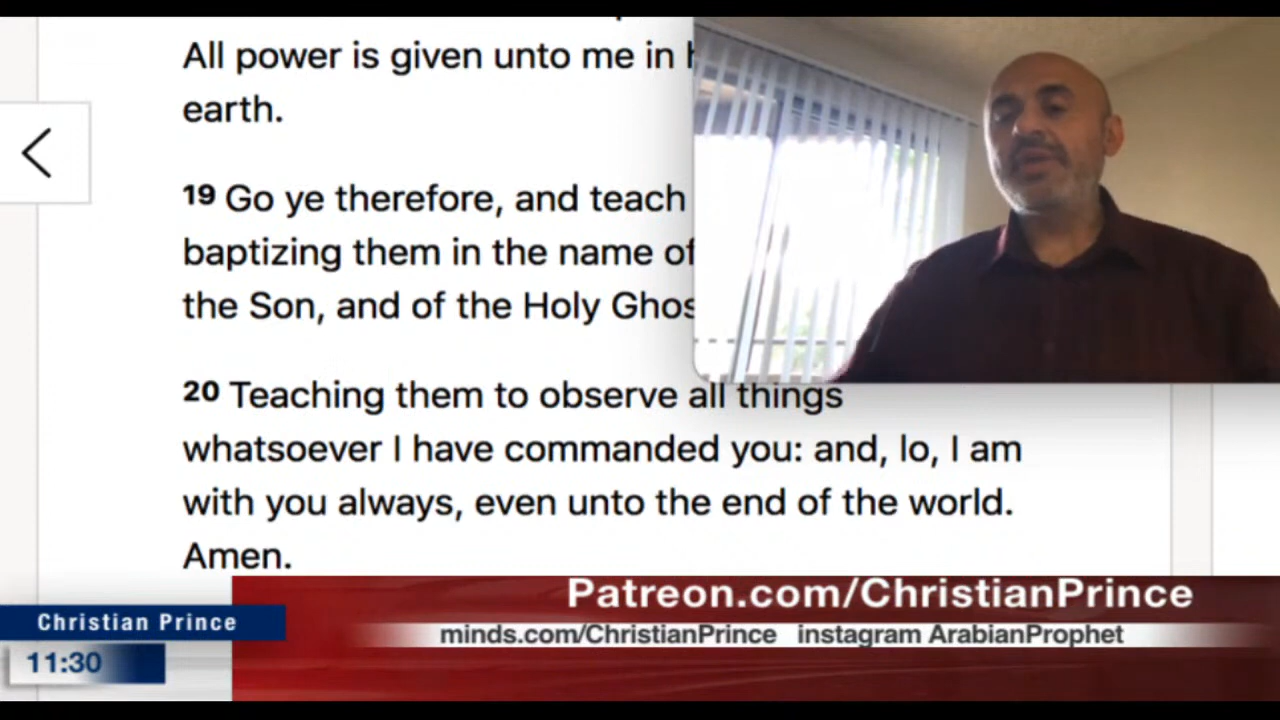 All power is given unto me in
earth.
19 Go ye therefore, and teach
baptizing them in the name of
the Son, and of the Holy Ghos
20 Teaching them to observe all things
whatsoever I have commanded you: and, lo, I am
with you always, even unto the end of the world.
Amen.
Patreon.com/ChristianPrince
Christian Prince
minds.com/ChristianPrince instagram ArabianProphet
11:30